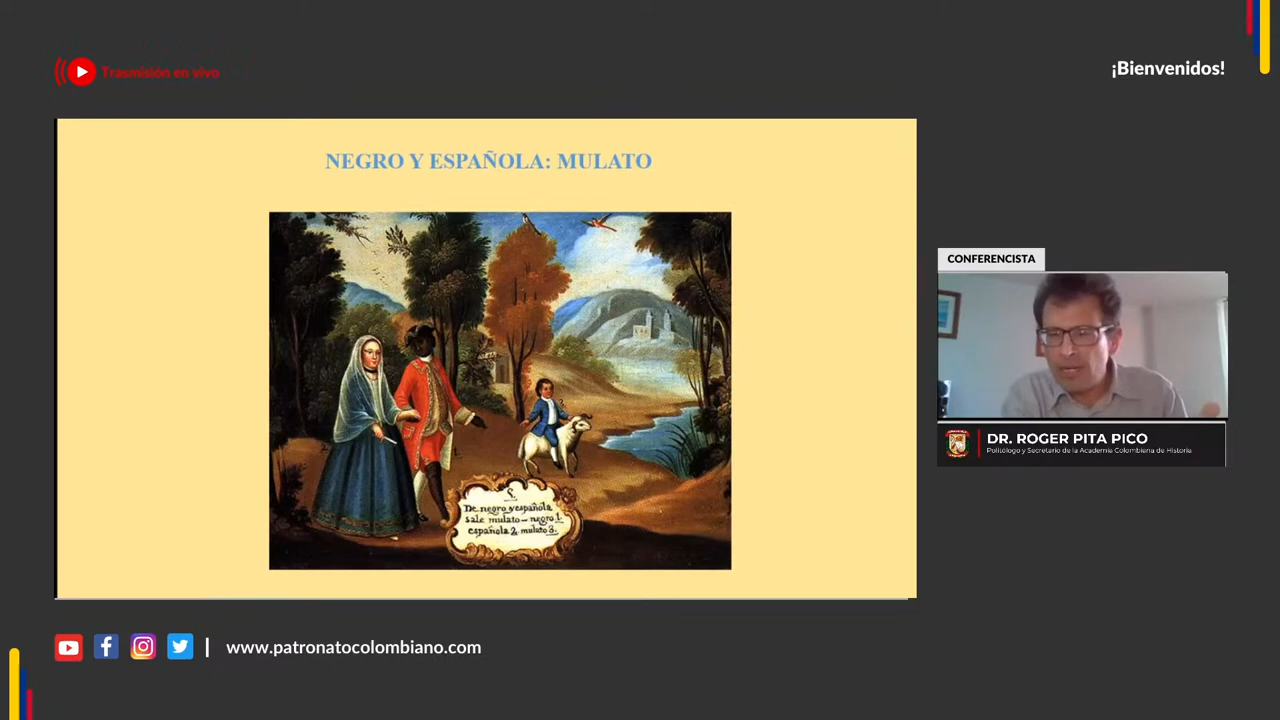 Trasmisión en vivo
¡Bienvenidos!
NEGRO Y ESPAÑOLA: MULATO
CONFERENCISTA
5.
De negro y española
sale mulato – negro 1.
española 2. mulato 3.
DR. ROGER PITA PICO
Politólogo y Secretario de la Academia Colombiana de Historia
www.patronatocolombiano.com